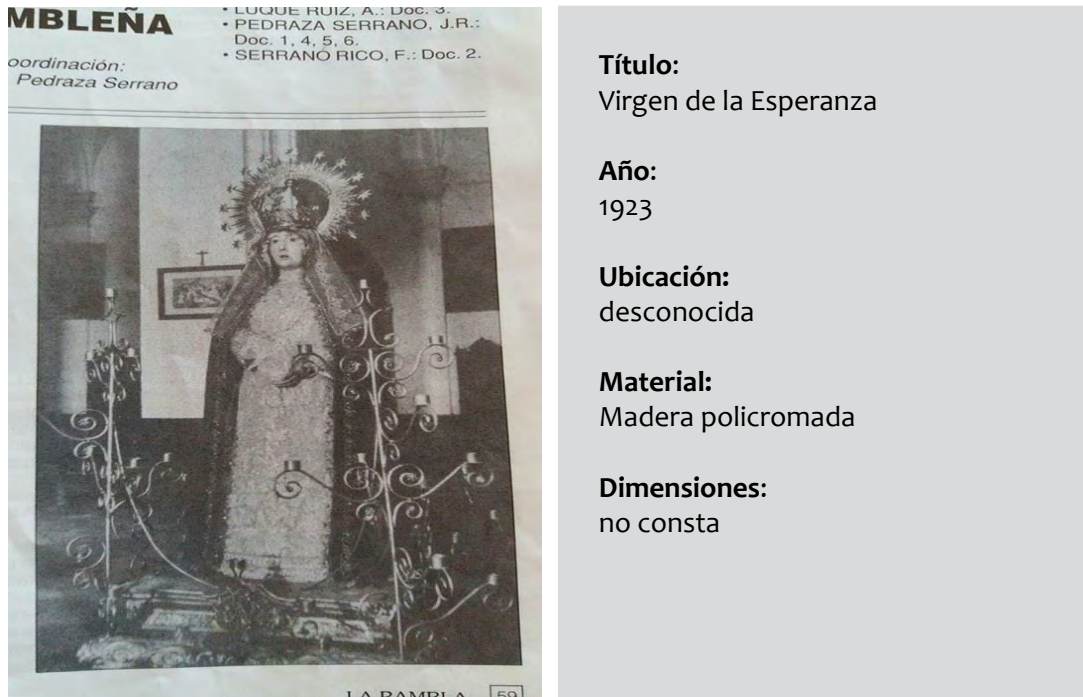 MBLEÑA
oordinación:
Pedraza Serrano
• LUQUE RUIZ, A.: Doc. 3.
• PEDRAZA SERRANO, J.R.:
Doc. 1, 4, 5, 6.
• SERRANO RICO, F.: Doc. 2.
LA RAMBLA 59
Título:
Virgen de la Esperanza
Año:
1923
Ubicación:
desconocida
Material:
Madera policromada
Dimensiones:
no consta